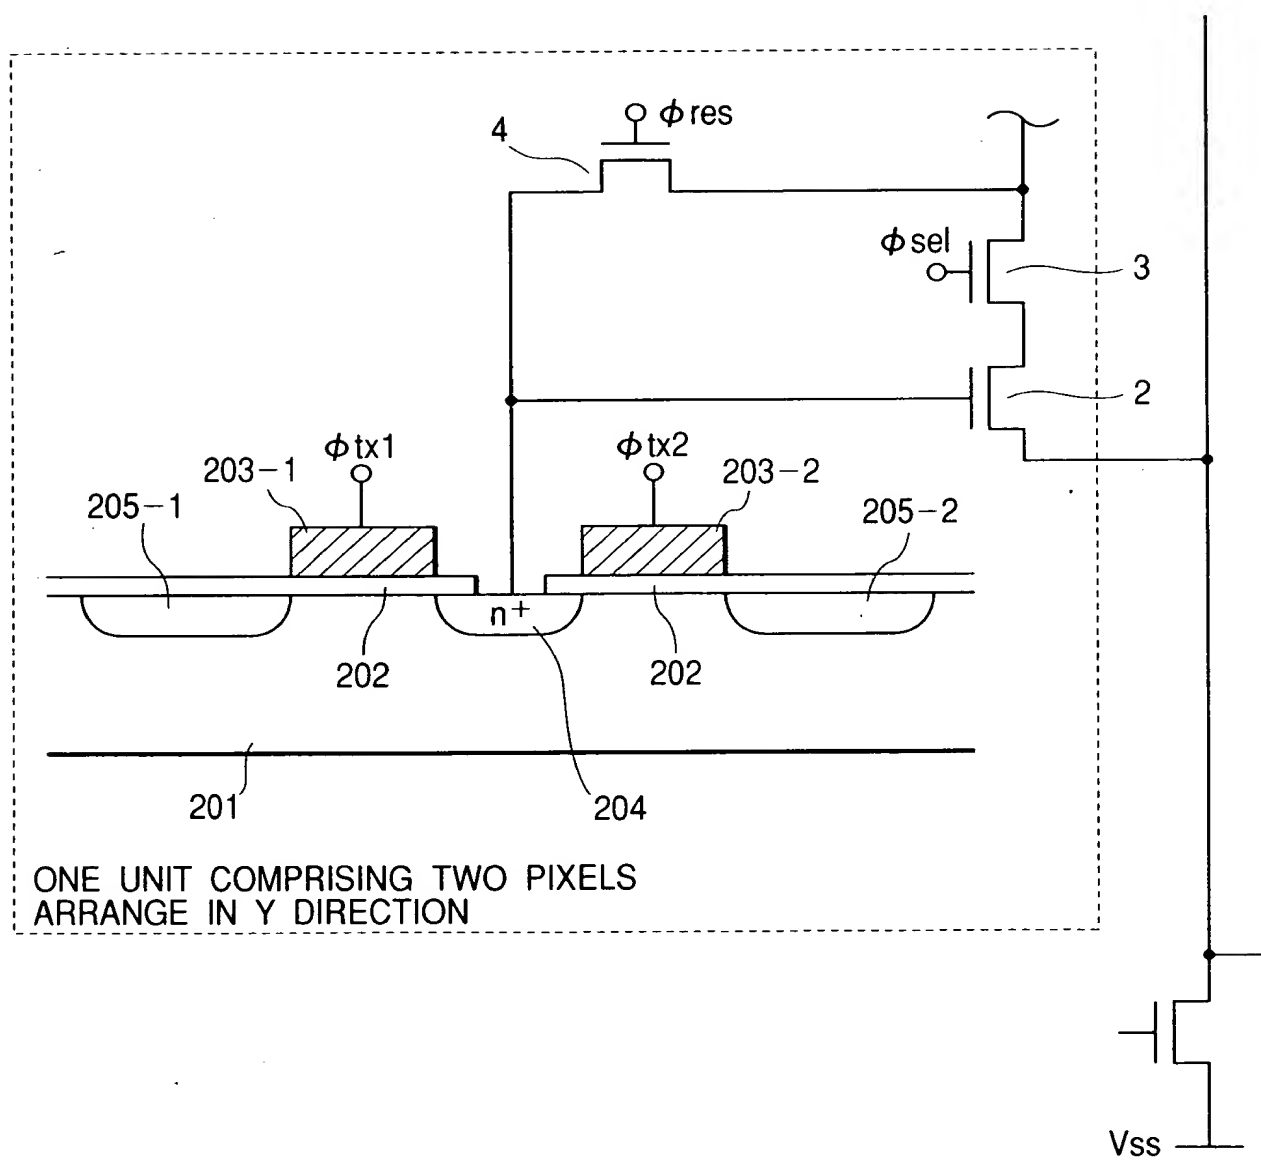 ϕres
4
ϕsel
3
2
ϕtx1
ϕtx2
203-1
203-2
205-1
205-2
n+
202
202
201
204
ONE UNIT COMPRISING TWO PIXELS
ARRANGE IN Y DIRECTION
Vss